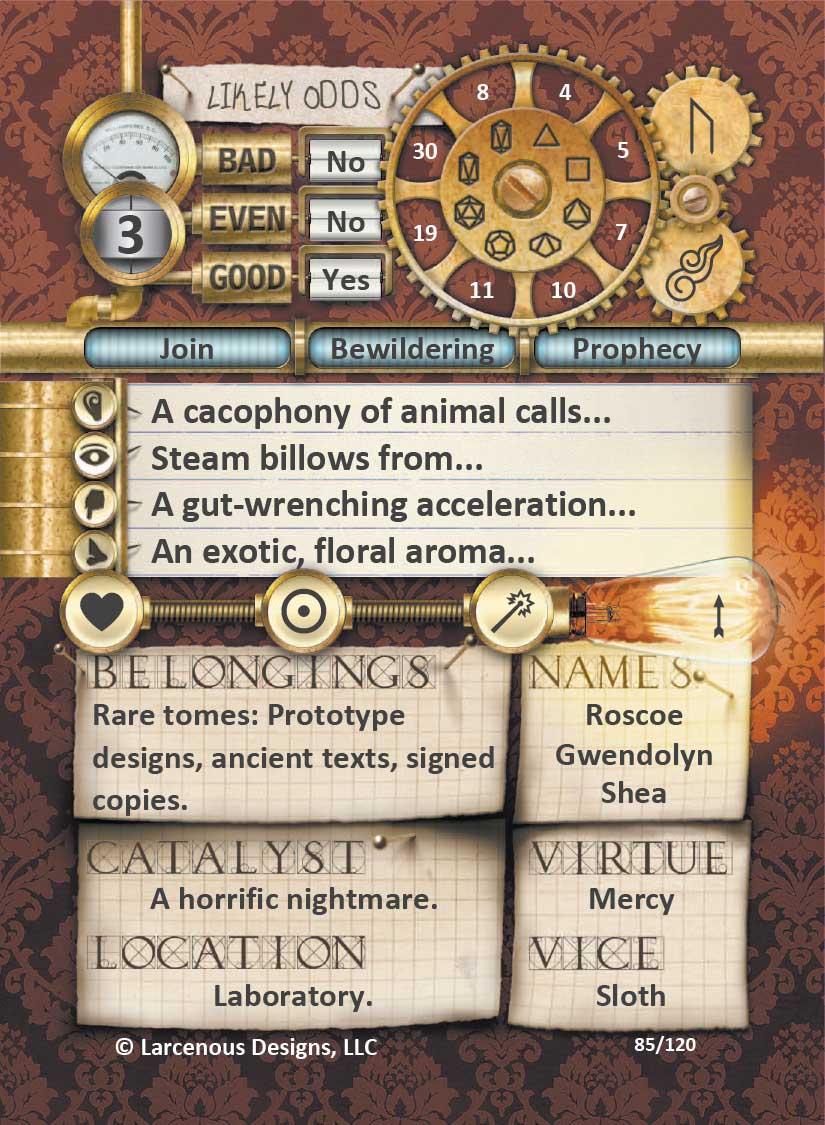 LIKELY ODDS
BAD No
3
EVEN No
GOOD Yes
8 4
30 5
19 7
11 10
ᚢ
Join Bewildering Prophecy
A cacophony of animal calls...
Steam billows from...
A gut-wrenching acceleration...
An exotic, floral aroma...
BELONGINGS
Rare tomes: Prototype
designs, ancient texts, signed
copies.
NAMES
Roscoe
Gwendolyn
Shea
CATALYST
A horrific nightmare.
LOCATION
Laboratory.
VIRTUE
Mercy
VICE
Sloth
© Larcenous Designs, LLC
85/120